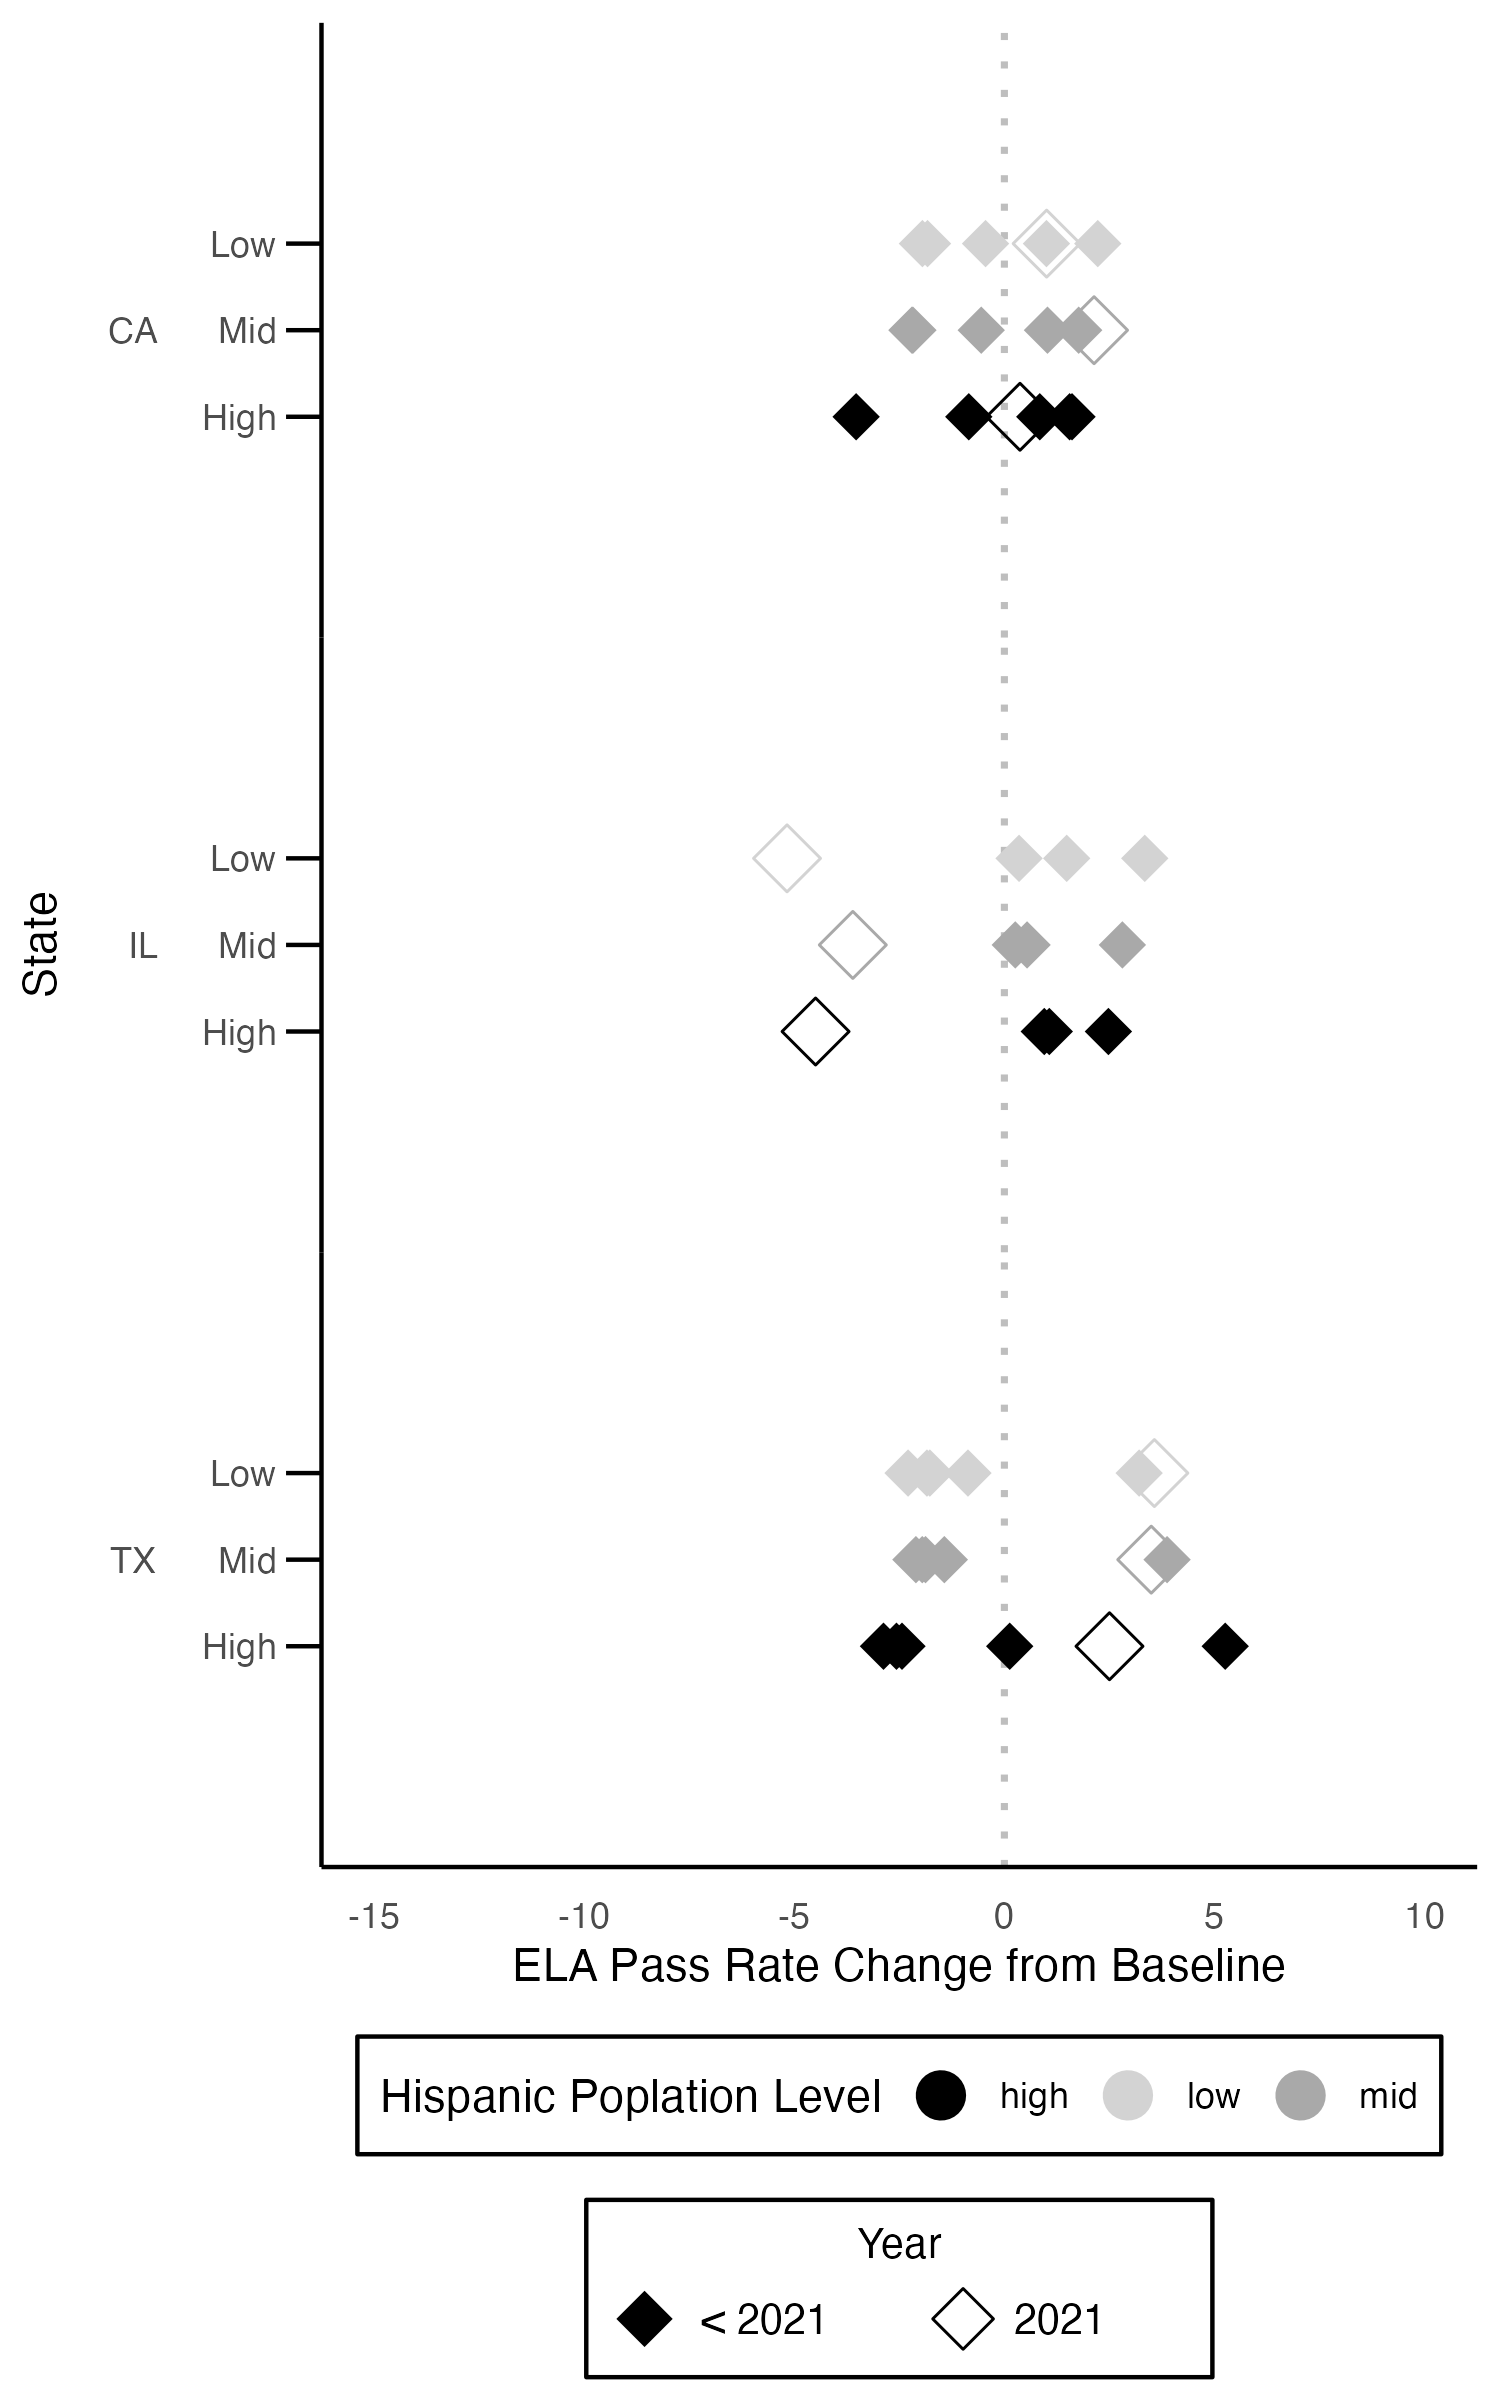 Low
CA Mid
High
Low
State
IL Mid
High
Low
TX Mid
High
-15 -10 -5 0 5 10
ELA Pass Rate Change from Baseline
Hispanic Poplation Level high low mid
Year
< 2021 2021